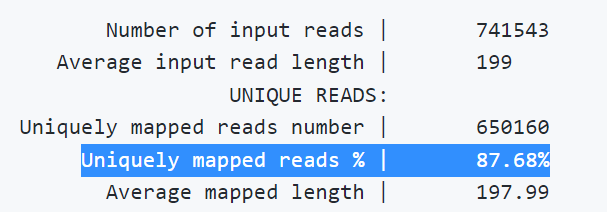 Number of input reads | 741543
Average input read length | 199
UNIQUE READS:
Uniquely mapped reads number | 650160
Uniquely mapped reads % | 87.68%
Average mapped length | 197.99